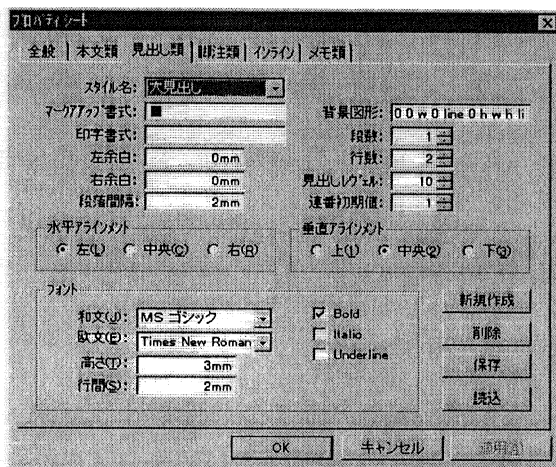 プロパティシート
全般 本文類 見出し類 脚注類 インライン メモ類
スタイル名: 大見出し
マークアップ書式: ■ 背景図形: 0 0 w 0 line 0 h w h li
印字書式: 段数: 1
左余白: 0mm 行数: 2
右余白: 0mm 見出しレヴェル: 10
段落間隔: 2mm 連番初期値: 1
水平アラインメント 垂直アラインメント
左(L) 中央(C) 右(R) 上(1) 中央(2) 下(3)
フォント
和文(J): MS ゴシック Bold 新規作成
欧文(E): Times New Roman Italic 削除
高さ(T): 3mm Underline 保存
行間(S): 2mm 読込
OK キャンセル 適用(A)